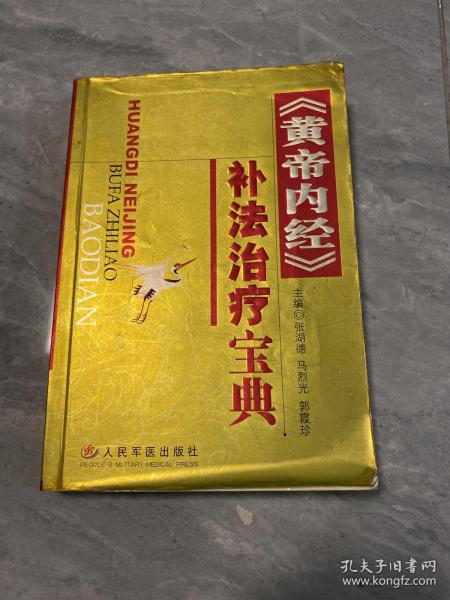 《黄帝内经》
补法治疗宝典
HUANGDI NEIJING
BUFA ZHILIAO
BAODIAN
主编◎张湖德 马烈光 郭霞珍
人民军医出版社
PEOPLE'S MILITARY MEDICAL PRESS
孔夫子旧书网
www.kongfz.com